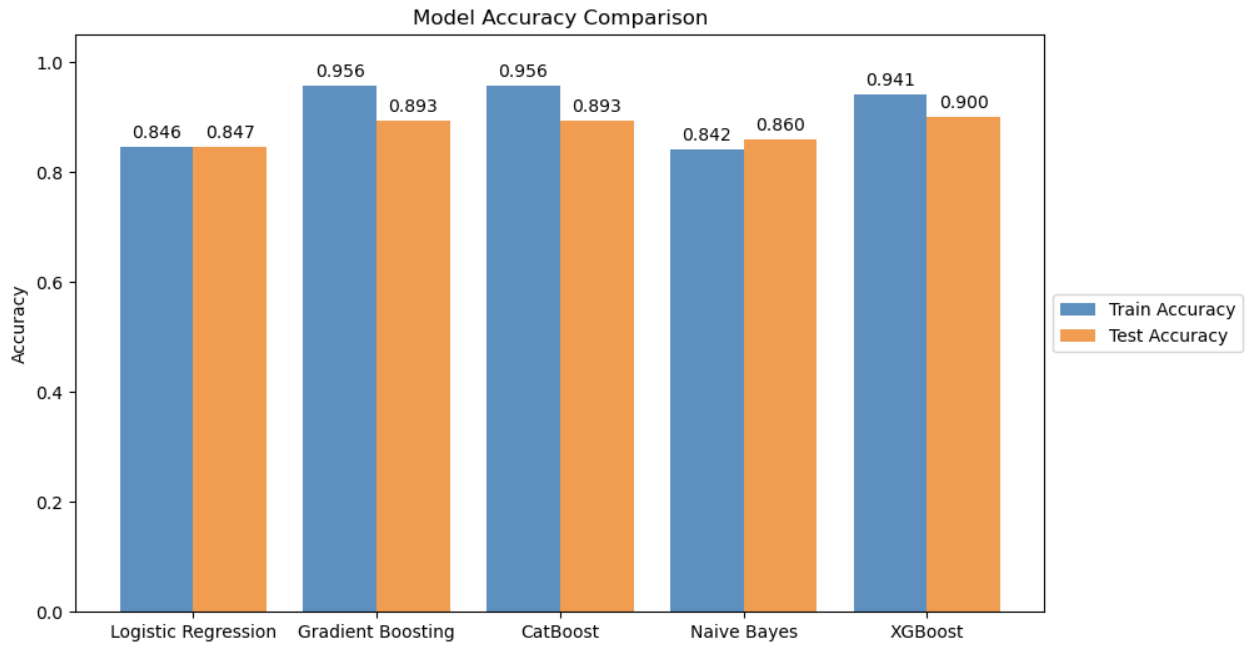 Model Accuracy Comparison
Accuracy
1.0
0.8
0.6
0.4
0.2
0.0
0.846 0.847
0.956 0.893
0.956 0.893
0.842 0.860
0.941 0.900
Logistic Regression Gradient Boosting CatBoost Naive Bayes XGBoost
Train Accuracy
Test Accuracy